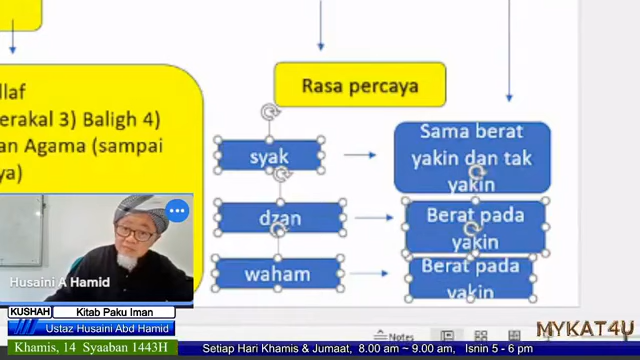 llaf
erakal 3) Baligh 4)
an Agama (sampai
ya)
Rasa percaya
syak
Sama berat
yakin dan tak
yakin
dzan
Berat pada
yakin
waham
Berat pada
yakin
Husaini A Hamid
KUSHAH
Kitab Paku Iman
Ustaz Husaini Abd Hamid
Khamis, 14 Syaaban 1443H
Setiap Hari Khamis & Jumaat, 8.00 am ~ 9.00 am, Isnin 5 - 6 pm
Notes
MYKAT4U